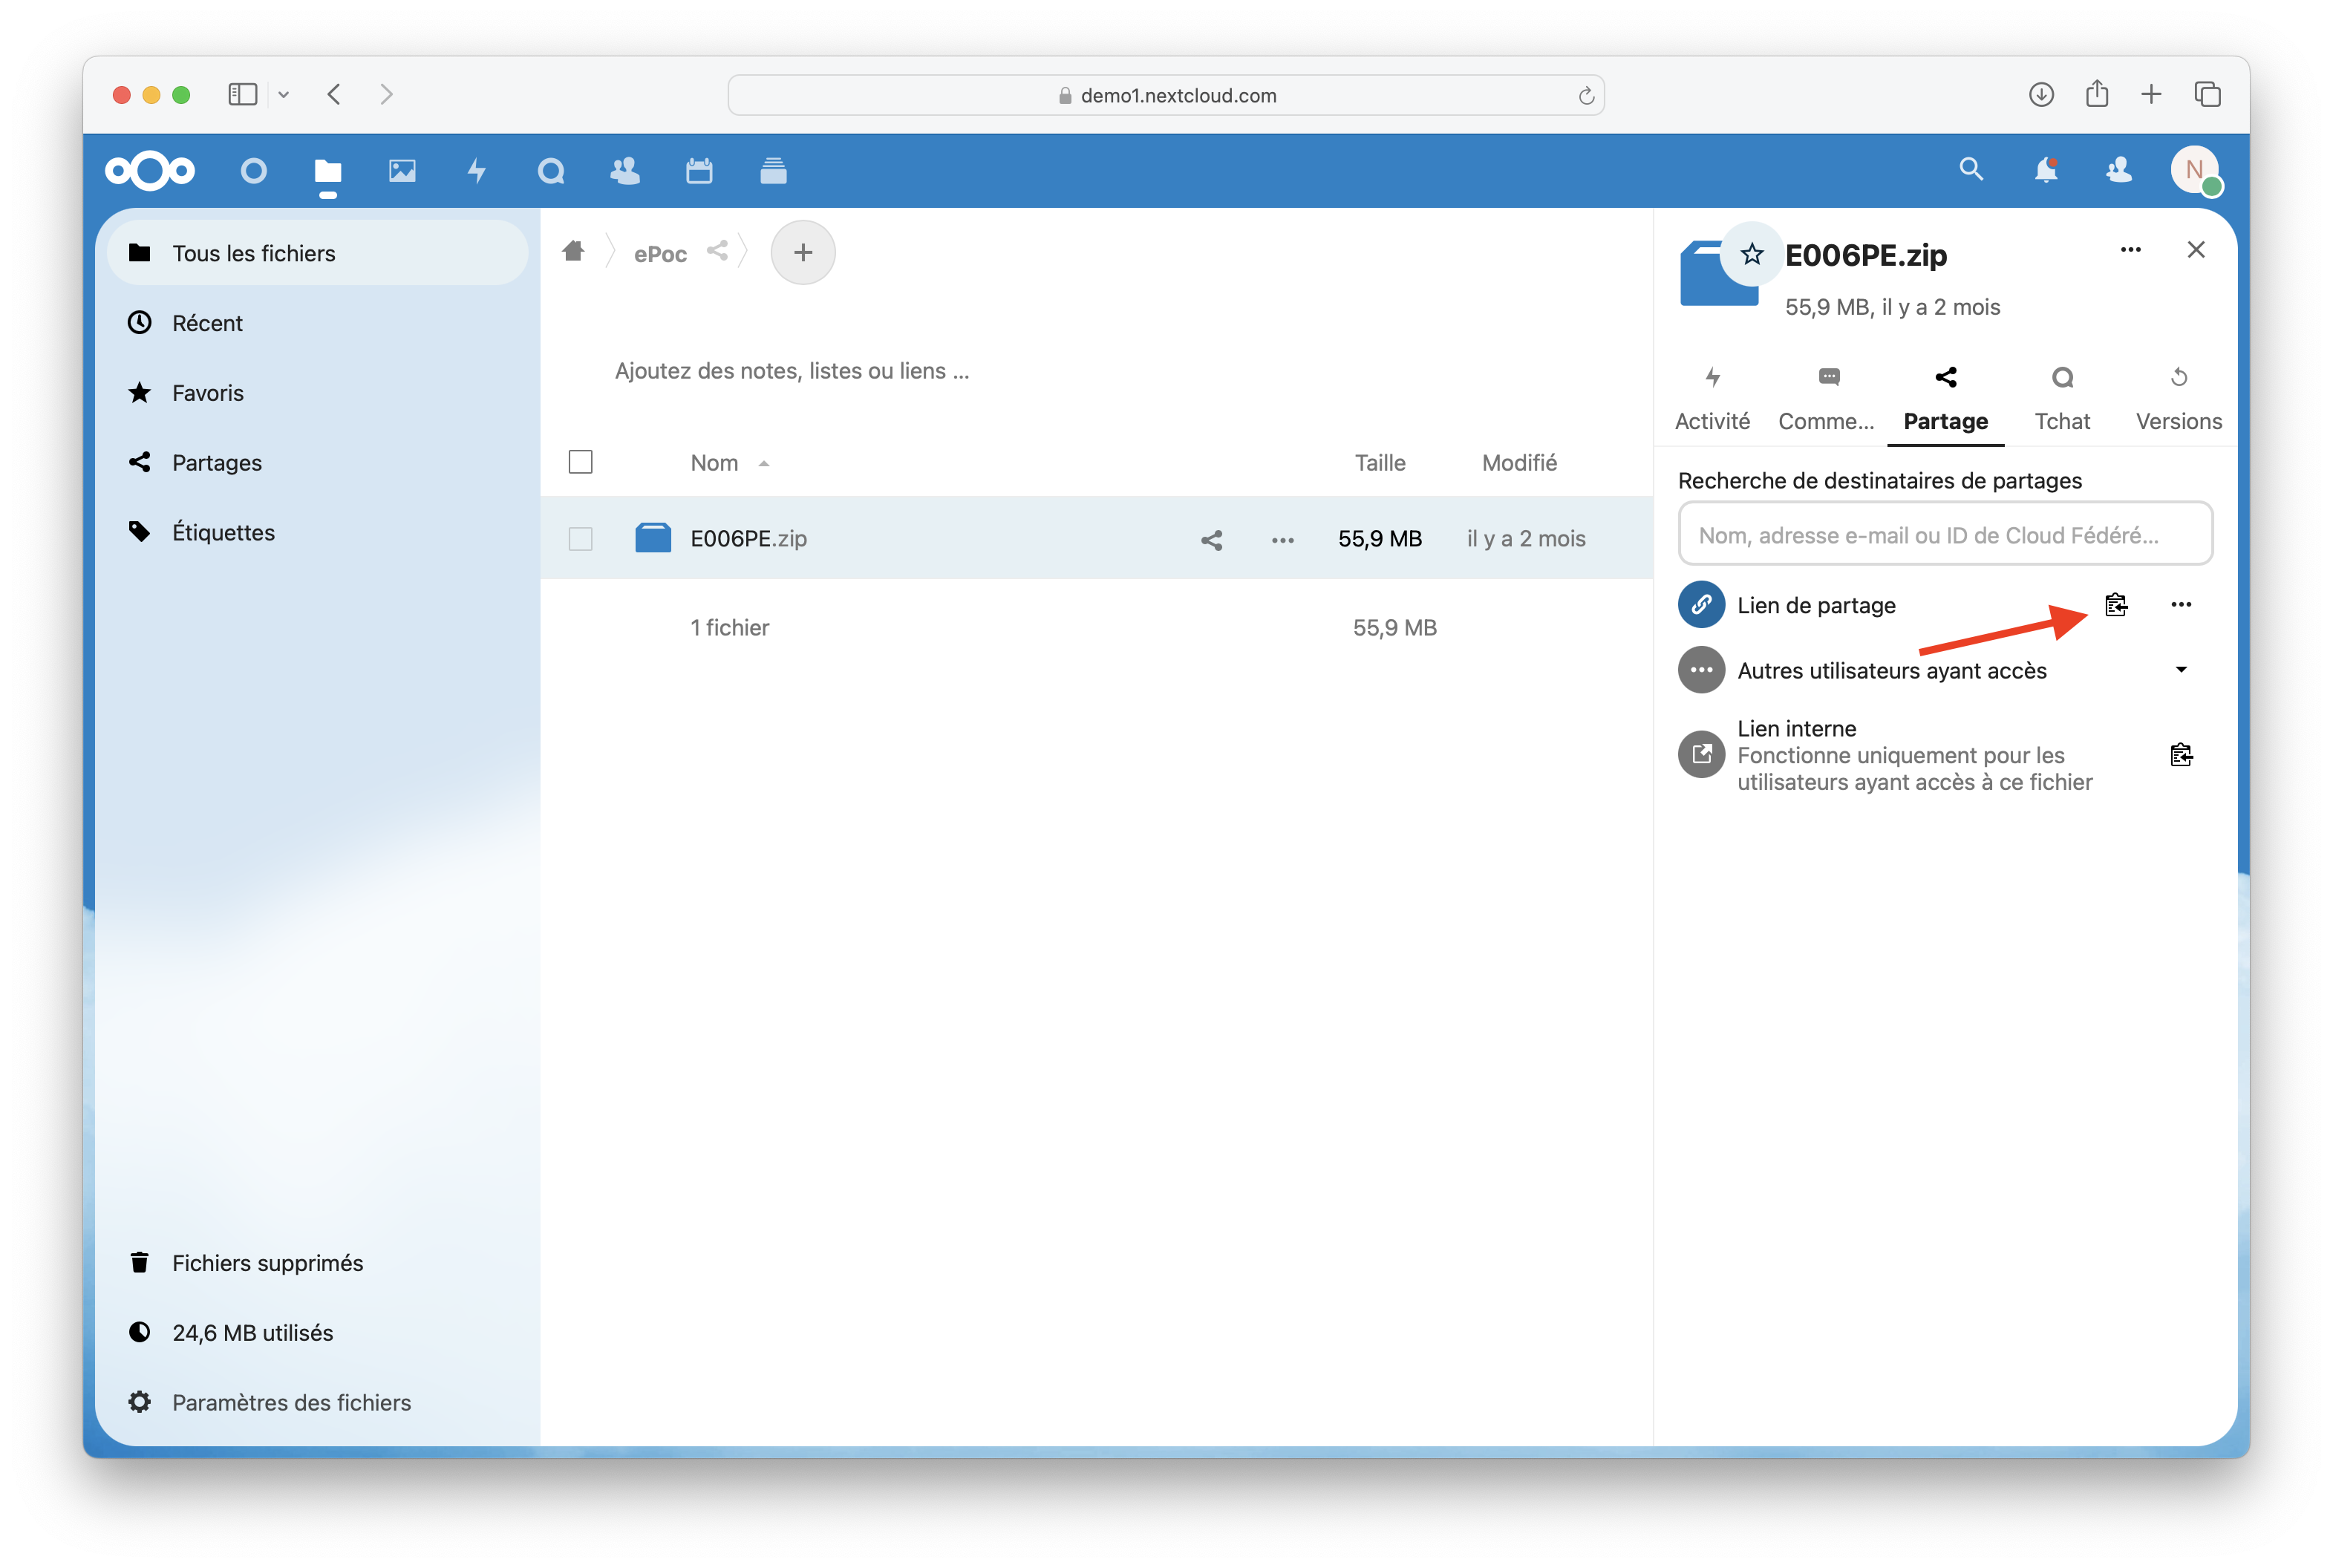 demo1.nextcloud.com
N
Tous les fichiers
Récent
Favoris
Partages
Étiquettes
Fichiers supprimés
24,6 MB utilisés
Paramètres des fichiers
ePoc
Ajoutez des notes, listes ou liens ...
Nom Taille Modifié
E006PE.zip 55,9 MB il y a 2 mois
1 fichier 55,9 MB
E006PE.zip
55,9 MB, il y a 2 mois
Activité Comme... Partage Tchat Versions
Recherche de destinataires de partages
Nom, adresse e-mail ou ID de Cloud Fédéré...
Lien de partage
Autres utilisateurs ayant accès
Lien interne
Fonctionne uniquement pour les
utilisateurs ayant accès à ce fichier